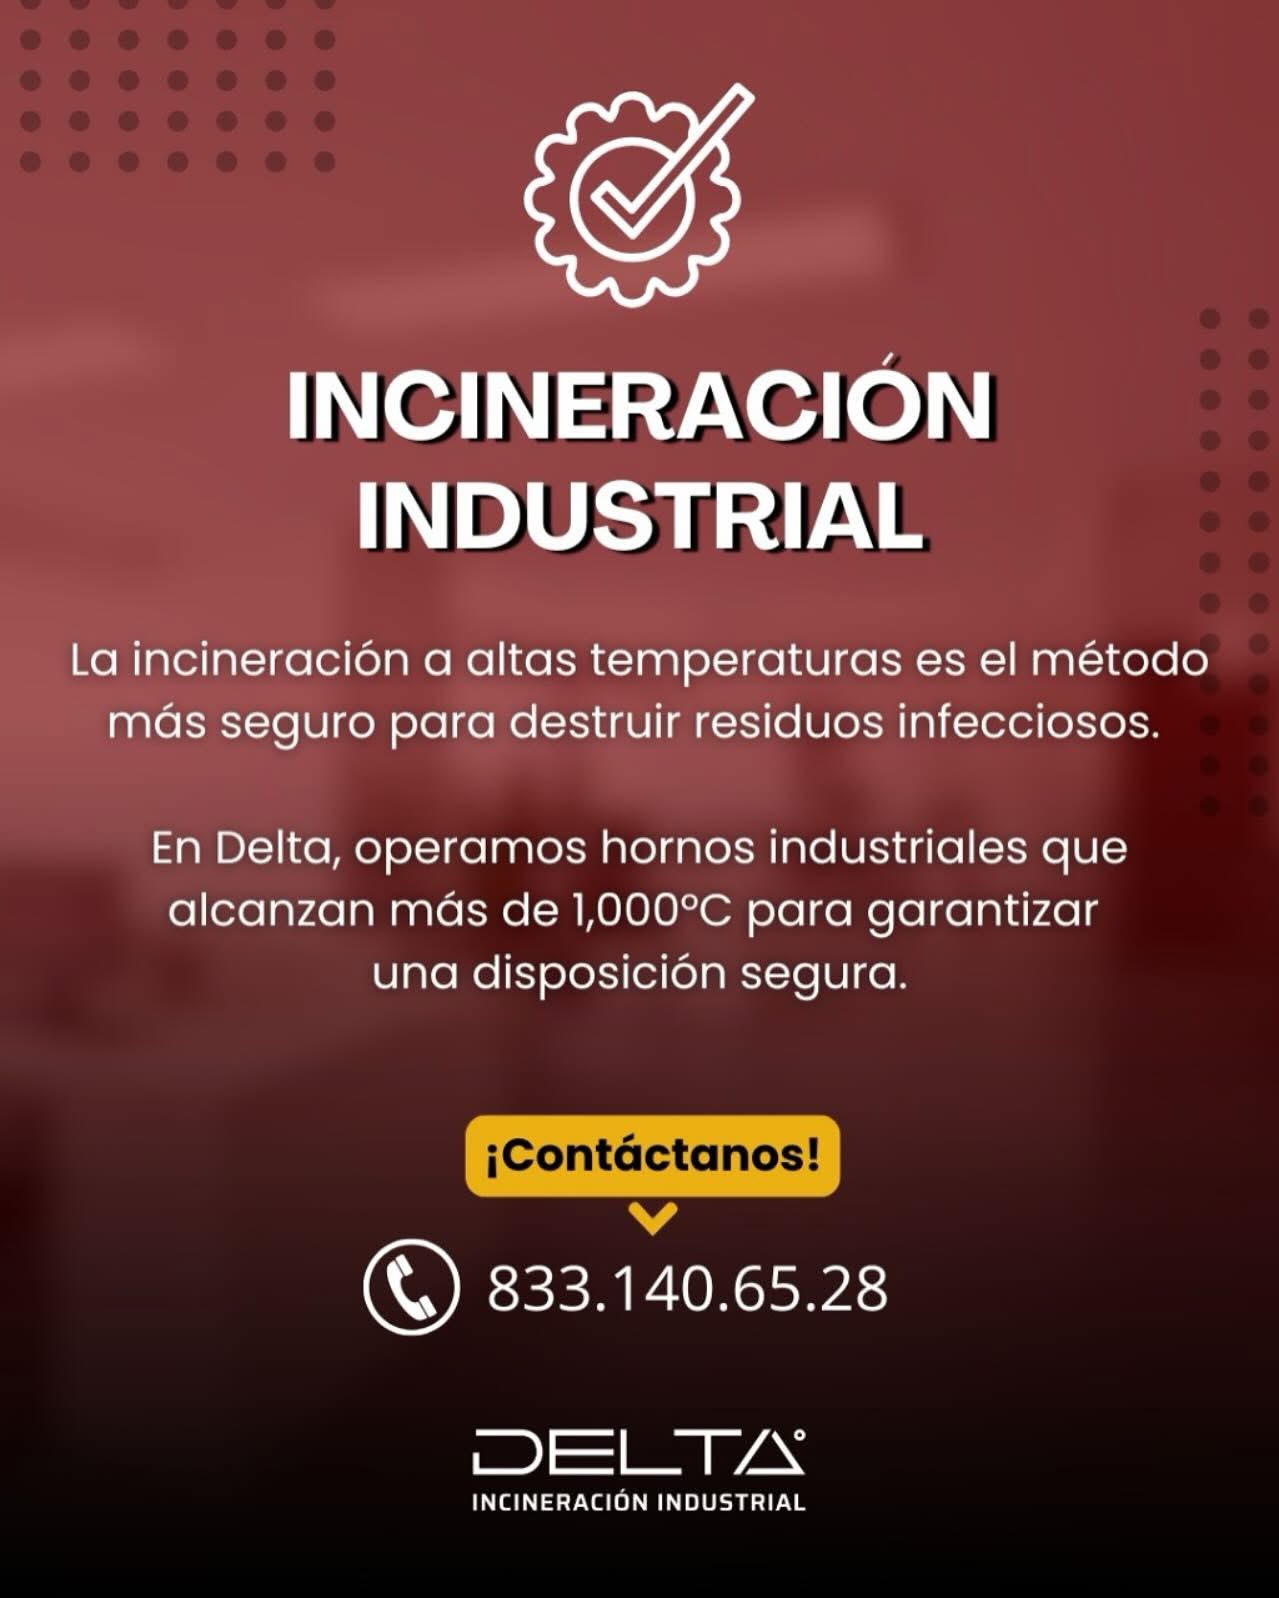 INCINERACIÓN
INDUSTRIAL
La incineración a altas temperaturas es el método
más seguro para destruir residuos infecciosos.
En Delta, operamos hornos industriales que
alcanzan más de 1,000°C para garantizar
una disposición segura.
¡Contáctanos!
833.140.65.28
DELTA
INCINERACIÓN INDUSTRIAL